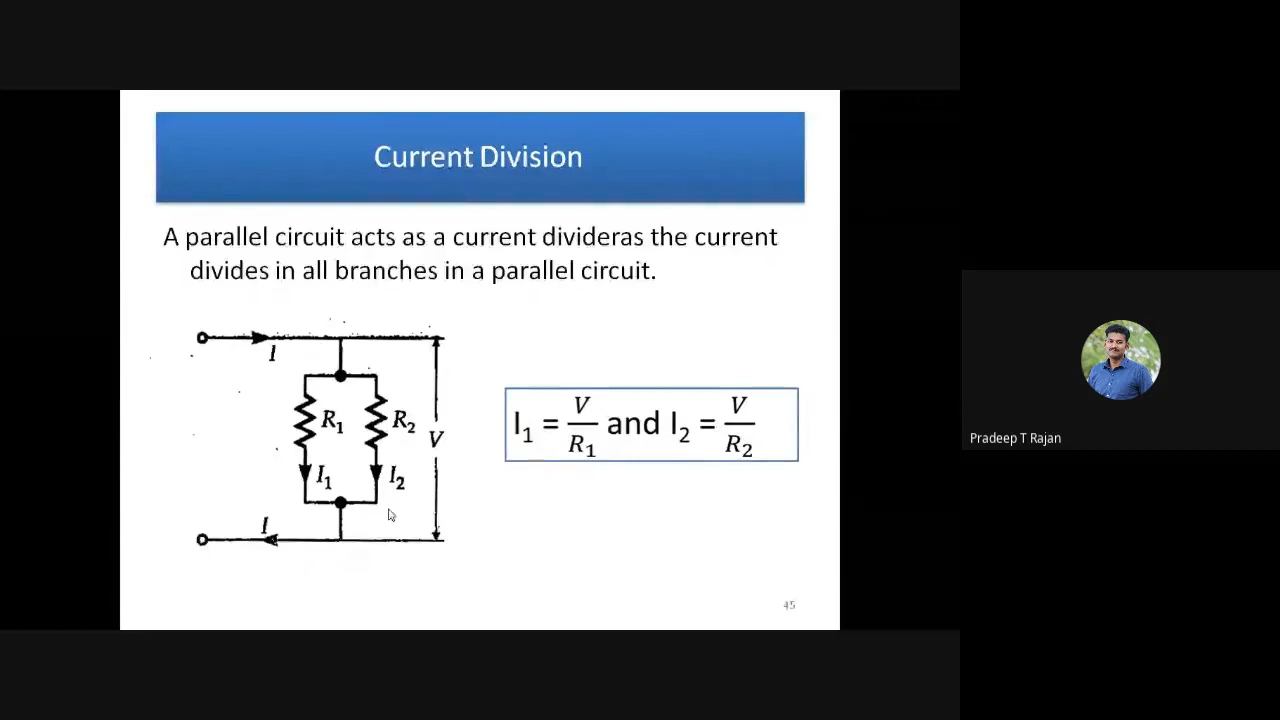 Current Division
A parallel circuit acts as a current divideras the current
divides in all branches in a parallel circuit.
I
R₁
R₂
V
I₁
I₂
I
I₁ = V/R₁ and I₂ = V/R₂
45
Pradeep T Rajan